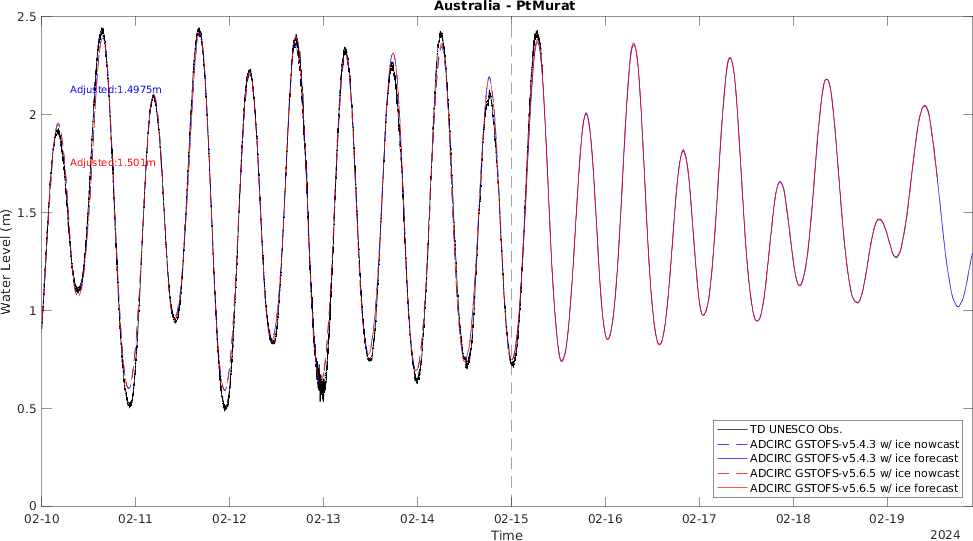 Australia - PtMurat
2.5
2
1.5
1
0.5
0
Water Level (m)
Adjusted:1.4975m
Adjusted:1.501m
TD UNESCO Obs.
ADCIRC GSTOFS-v5.4.3 w/ ice nowcast
ADCIRC GSTOFS-v5.4.3 w/ ice forecast
ADCIRC GSTOFS-v5.6.5 w/ ice nowcast
ADCIRC GSTOFS-v5.6.5 w/ ice forecast
02-10 02-11 02-12 02-13 02-14 02-15 02-16 02-17 02-18 02-19
Time
2024